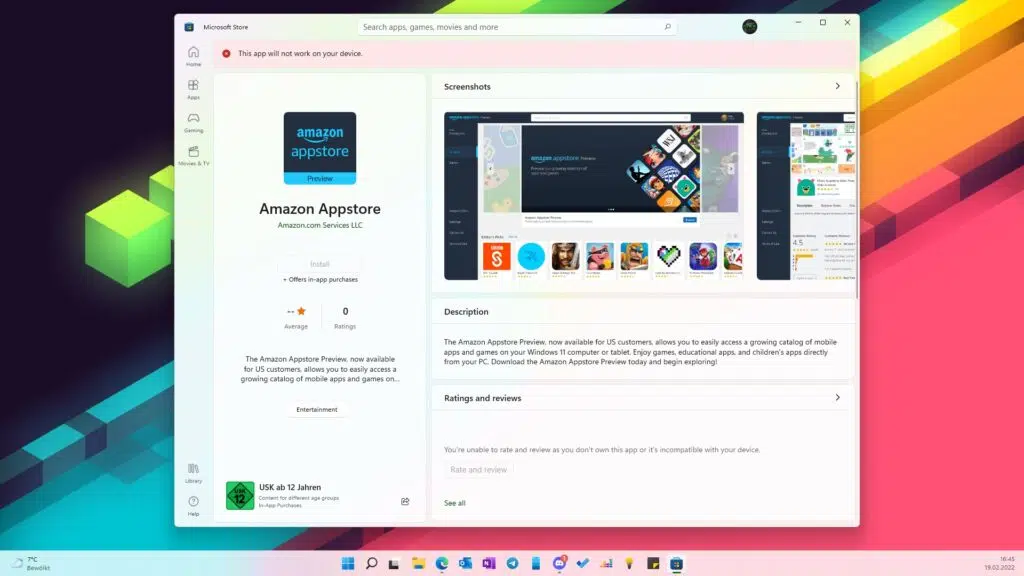 Microsoft Store
Search apps, games, movies and more
This app will not work on your device.
Home
Apps
Gaming
Movies & TV
Library
Help
amazon
appstore
Preview
Amazon Appstore
Amazon.com Services LLC
Install
+ Offers in-app purchases
--
0
Average
Ratings
The Amazon Appstore Preview, now available
for US customers, allows you to easily access a
growing catalog of mobile apps and games on...
Entertainment
USK
12
USK ab 12 Jahren
Content for different age groups
In-App Purchases
Screenshots
amazon appstore Preview
4.5
Description
The Amazon Appstore Preview, now available for US customers, allows you to easily access a growing catalog of mobile
apps and games on your Windows 11 computer or tablet. Enjoy games, educational apps, and children's apps directly
from your PC. Download the Amazon Appstore Preview today and begin exploring!
Ratings and reviews
You're unable to rate and review as you don't own this app or it's incompatible with your device.
Rate and review
See all
7°C
Bewölkt
16:45
19.02.2022